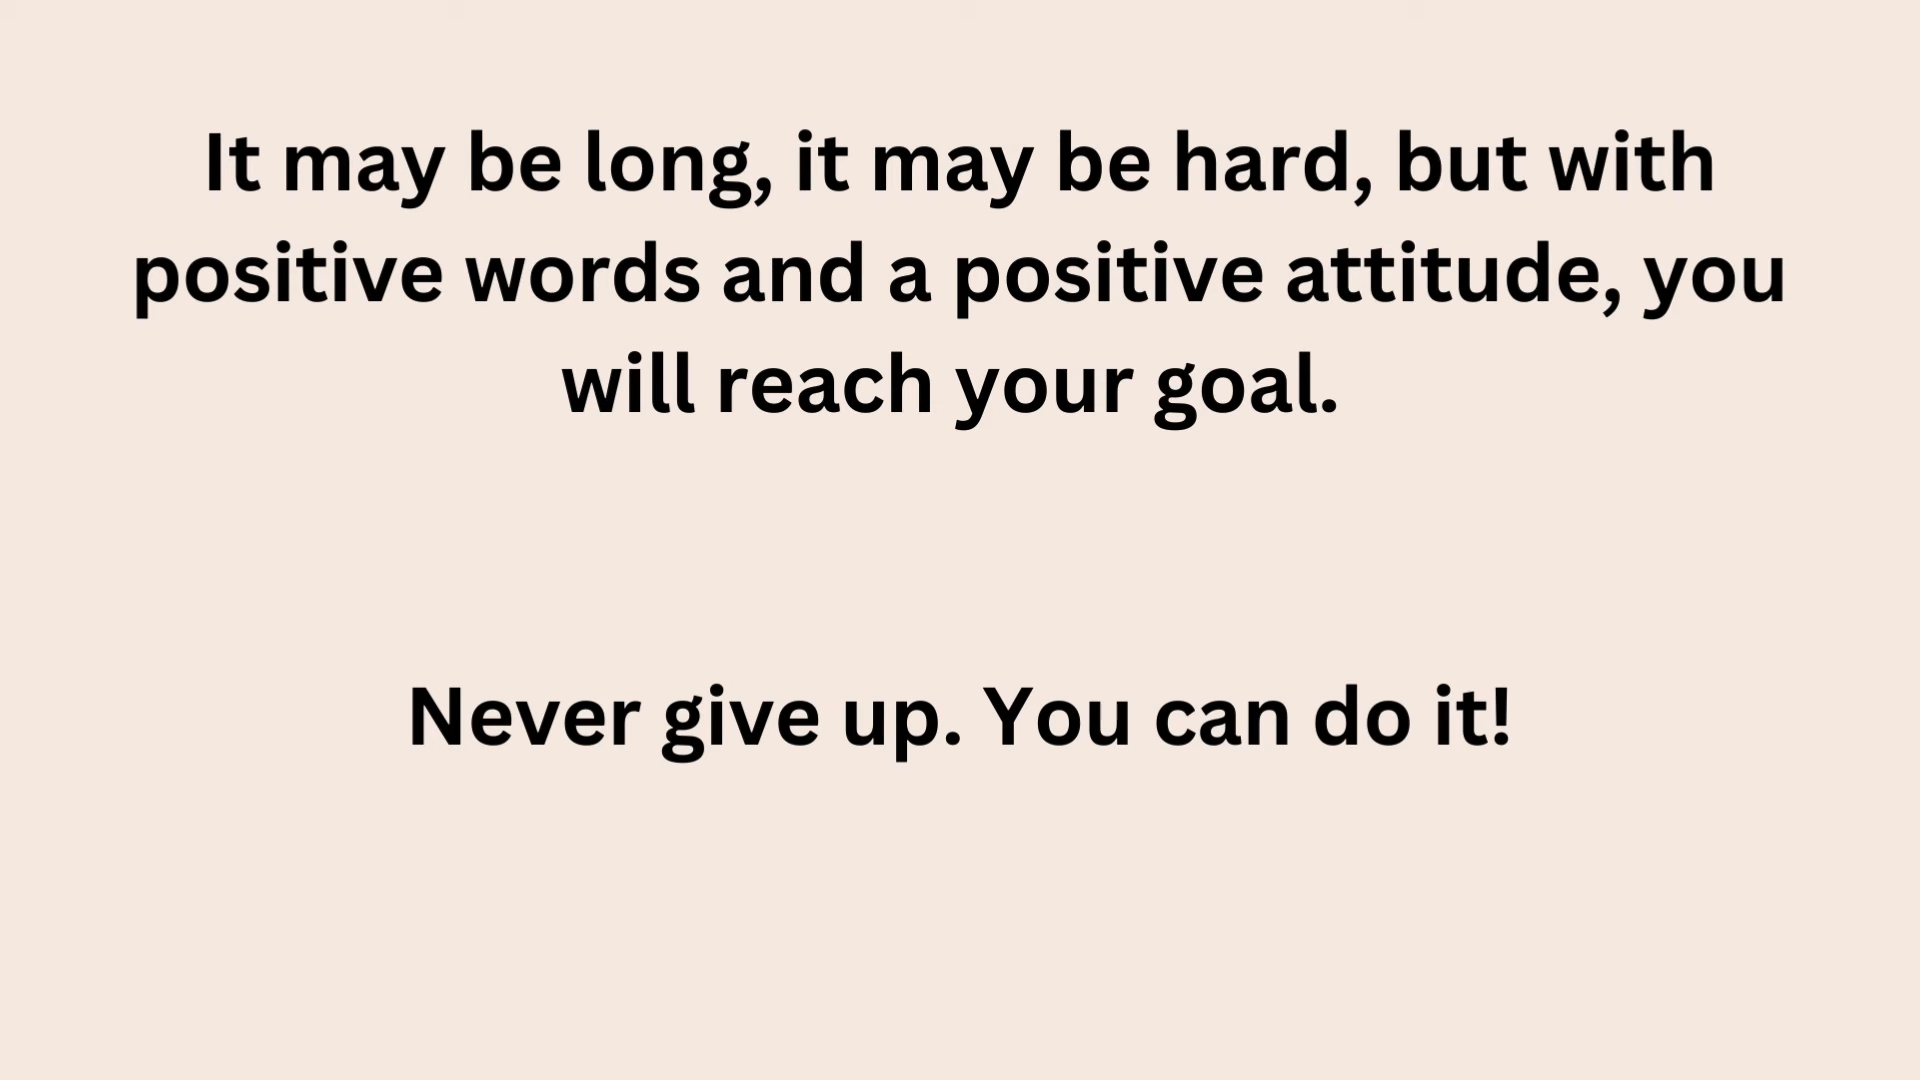 It may be long, it may be hard, but with
positive words and a positive attitude, you
will reach your goal.
Never give up. You can do it!